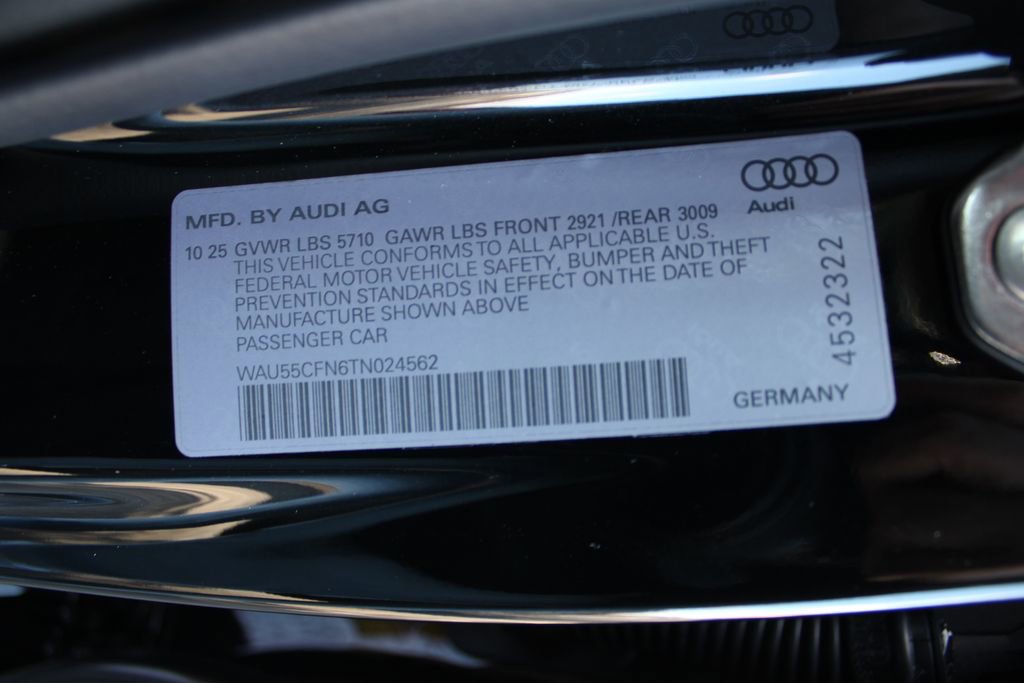 MFD. BY AUDI AG
Audi
10 25 GVWR LBS 5710 GAWR LBS FRONT 2921 /REAR 3009
THIS VEHICLE CONFORMS TO ALL APPLICABLE U.S.
FEDERAL MOTOR VEHICLE SAFETY, BUMPER AND THEFT
PREVENTION STANDARDS IN EFFECT ON THE DATE OF
MANUFACTURE SHOWN ABOVE
PASSENGER CAR
WAU55CFN6TN024562
4532322
GERMANY